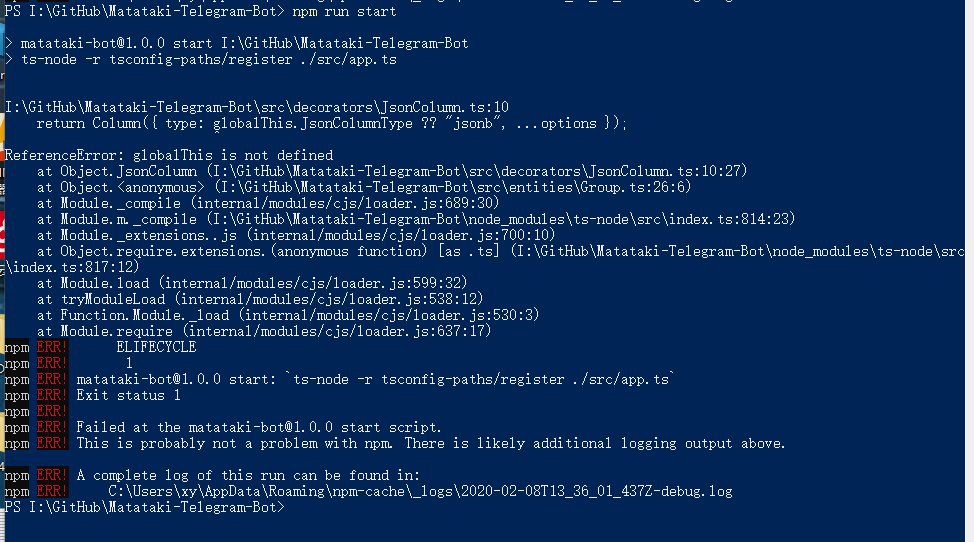 PS I:\GitHub\Matataki-Telegram-Bot> npm run start
> matataki-bot@1.0.0 start I:\GitHub\Matataki-Telegram-Bot
> ts-node -r tsconfig-paths/register ./src/app.ts
I:\GitHub\Matataki-Telegram-Bot\src\decorators\JsonColumn.ts:10
return Column({ type: globalThis.JsonColumnType ?? "jsonb", ...options });
^
ReferenceError: globalThis is not defined
at Object.JsonColumn (I:\GitHub\Matataki-Telegram-Bot\src\decorators\JsonColumn.ts:10:27)
at Object.<anonymous> (I:\GitHub\Matataki-Telegram-Bot\src\entities\Group.ts:26:6)
at Module._compile (internal/modules/cjs/loader.js:689:30)
at Module.m._compile (I:\GitHub\Matataki-Telegram-Bot\node_modules\ts-node\src\index.ts:814:23)
at Module._extensions..js (internal/modules/cjs/loader.js:700:10)
at Object.require.extensions.(anonymous function) [as .ts] (I:\GitHub\Matataki-Telegram-Bot\node_modules\ts-node\src
\index.ts:817:12)
at Module.load (internal/modules/cjs/loader.js:599:32)
at tryModuleLoad (internal/modules/cjs/loader.js:538:12)
at Function.Module._load (internal/modules/cjs/loader.js:530:3)
at Module.require (internal/modules/cjs/loader.js:637:17)
npm ERR! ELIFECYCLE
npm ERR! 1
npm ERR! matataki-bot@1.0.0 start: `ts-node -r tsconfig-paths/register ./src/app.ts`
npm ERR! Exit status 1
npm ERR!
npm ERR! Failed at the matataki-bot@1.0.0 start script.
npm ERR! This is probably not a problem with npm. There is likely additional logging output above.
npm ERR! A complete log of this run can be found in:
npm ERR! C:\Users\xy\AppData\Roaming\npm-cache\_logs\2020-02-08T13_36_01_437Z-debug.log
PS I:\GitHub\Matataki-Telegram-Bot>